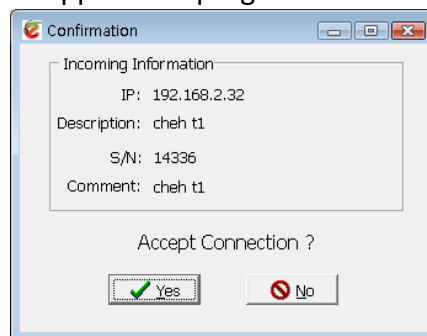 Confirmation
Incoming Information
IP: 192.168.2.32
Description: cheh t1
S/N: 14336
Comment: cheh t1
Accept Connection ?
Yes
No